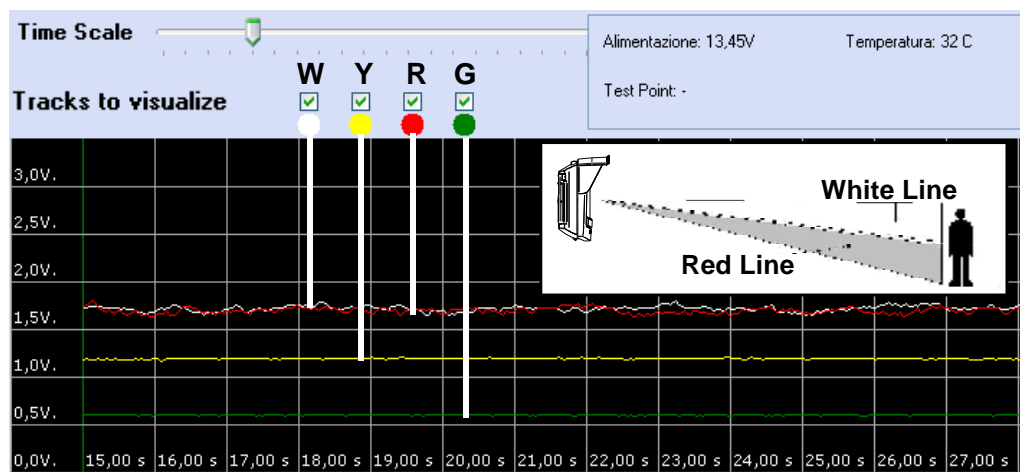 Time Scale
Alimentazione: 13,45V
Temperatura: 32 C
W Y R G
Test Point: -
Tracks to visualize
3,0V.
2,5V.
2,0V.
1,5V.
1,0V.
0,5V.
0,0V.
White Line
Red Line
15,00 s 16,00 s 17,00 s 18,00 s 19,00 s 20,00 s 21,00 s 22,00 s 23,00 s 24,00 s 25,00 s 26,00 s 27,00 s